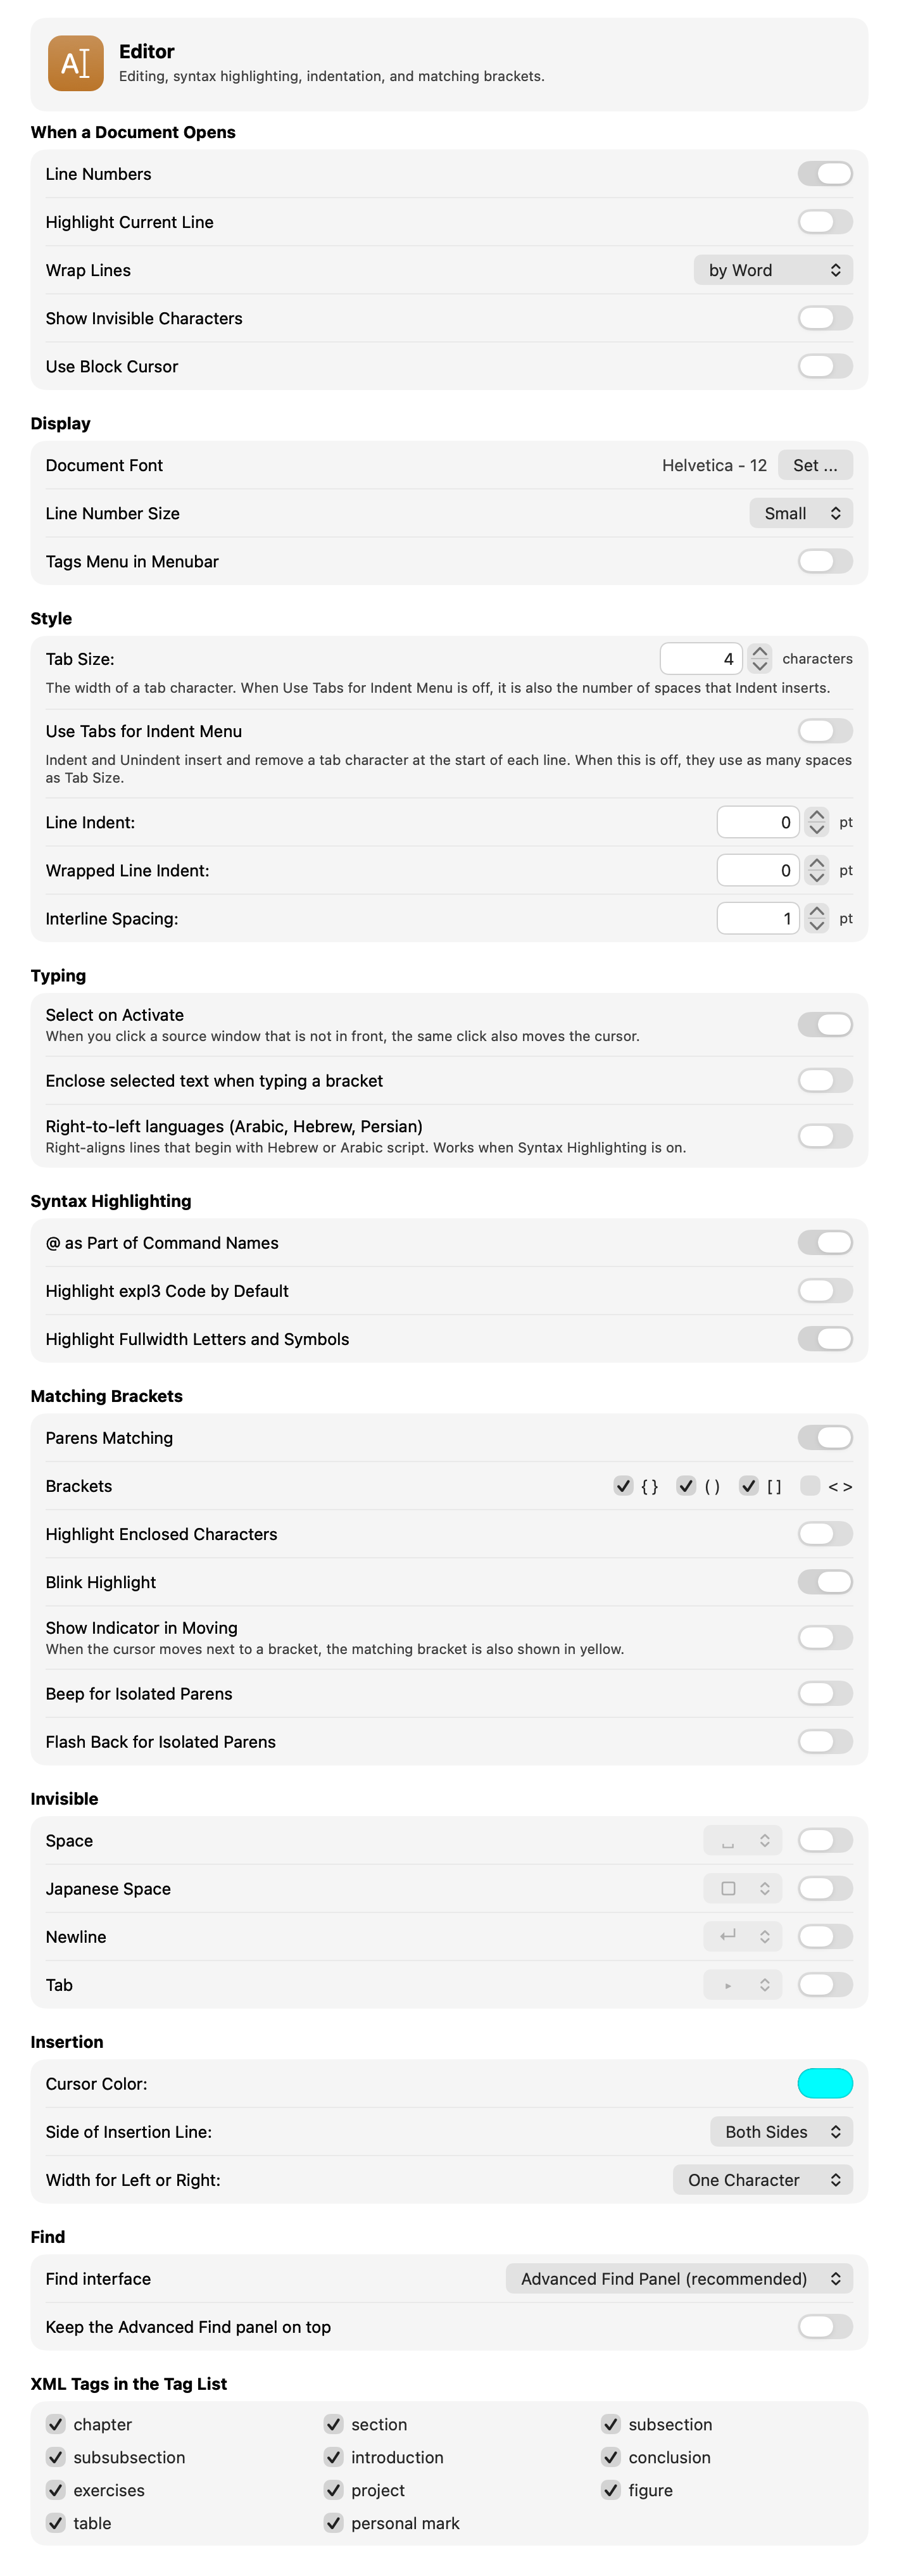 Editor
Editing, syntax highlighting, indentation, and matching brackets.
When a Document Opens
Line Numbers
Highlight Current Line
Wrap Lines by Word
Show Invisible Characters
Use Block Cursor
Display
Document Font Helvetica - 12 Set ...
Line Number Size Small
Tags Menu in Menubar
Style
Tab Size: 4 characters
The width of a tab character. When Use Tabs for Indent Menu is off, it is also the number of spaces that Indent inserts.
Use Tabs for Indent Menu
Indent and Unindent insert and remove a tab character at the start of each line. When this is off, they use as many spaces
as Tab Size.
Line Indent: 0 pt
Wrapped Line Indent: 0 pt
Interline Spacing: 1 pt
Typing
Select on Activate
When you click a source window that is not in front, the same click also moves the cursor.
Enclose selected text when typing a bracket
Right-to-left languages (Arabic, Hebrew, Persian)
Right-aligns lines that begin with Hebrew or Arabic script. Works when Syntax Highlighting is on.
Syntax Highlighting
@ as Part of Command Names
Highlight expl3 Code by Default
Highlight Fullwidth Letters and Symbols
Matching Brackets
Parens Matching
Brackets { } ( ) [ ] < >
Highlight Enclosed Characters
Blink Highlight
Show Indicator in Moving
When the cursor moves next to a bracket, the matching bracket is also shown in yellow.
Beep for Isolated Parens
Flash Back for Isolated Parens
Invisible
Space
Japanese Space
Newline
Tab
Insertion
Cursor Color:
Side of Insertion Line: Both Sides
Width for Left or Right: One Character
Find
Find interface Advanced Find Panel (recommended)
Keep the Advanced Find panel on top
XML Tags in the Tag List
chapter section subsection
subsubsection introduction conclusion
exercises project figure
table personal mark